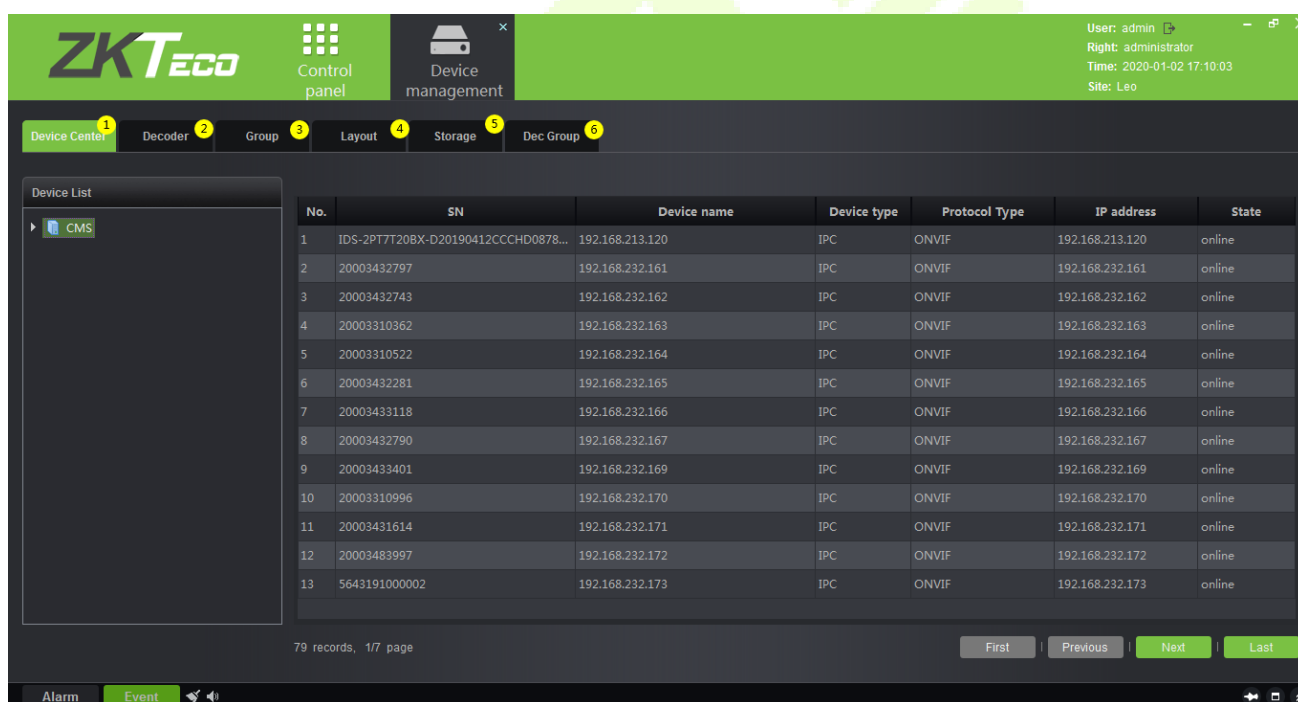 ZKTeco
Control panel
Device management
×
User: admin
Right: administrator
Time: 2020-01-02 17:10:03
Site: Leo
Device Center 1 Decoder 2 Group 3 Layout 4 Storage 5 Dec Group 6
Device List
CMS
No. SN Device name Device type Protocol Type IP address State
1 IDS-2PT7T20BX-D20190412CCCHD0878... 192.168.213.120 IPC ONVIF 192.168.213.120 online
2 20003432797 192.168.232.161 IPC ONVIF 192.168.232.161 online
3 20003432743 192.168.232.162 IPC ONVIF 192.168.232.162 online
4 20003310362 192.168.232.163 IPC ONVIF 192.168.232.163 online
5 20003310522 192.168.232.164 IPC ONVIF 192.168.232.164 online
6 20003432281 192.168.232.165 IPC ONVIF 192.168.232.165 online
7 20003433118 192.168.232.166 IPC ONVIF 192.168.232.166 online
8 20003432790 192.168.232.167 IPC ONVIF 192.168.232.167 online
9 20003433401 192.168.232.169 IPC ONVIF 192.168.232.169 online
10 20003310996 192.168.232.170 IPC ONVIF 192.168.232.170 online
11 20003431614 192.168.232.171 IPC ONVIF 192.168.232.171 online
12 20003483997 192.168.232.172 IPC ONVIF 192.168.232.172 online
13 5643191000002 192.168.232.173 IPC ONVIF 192.168.232.173 online
79 records, 1/7 page
First | Previous | Next | Last
Alarm Event